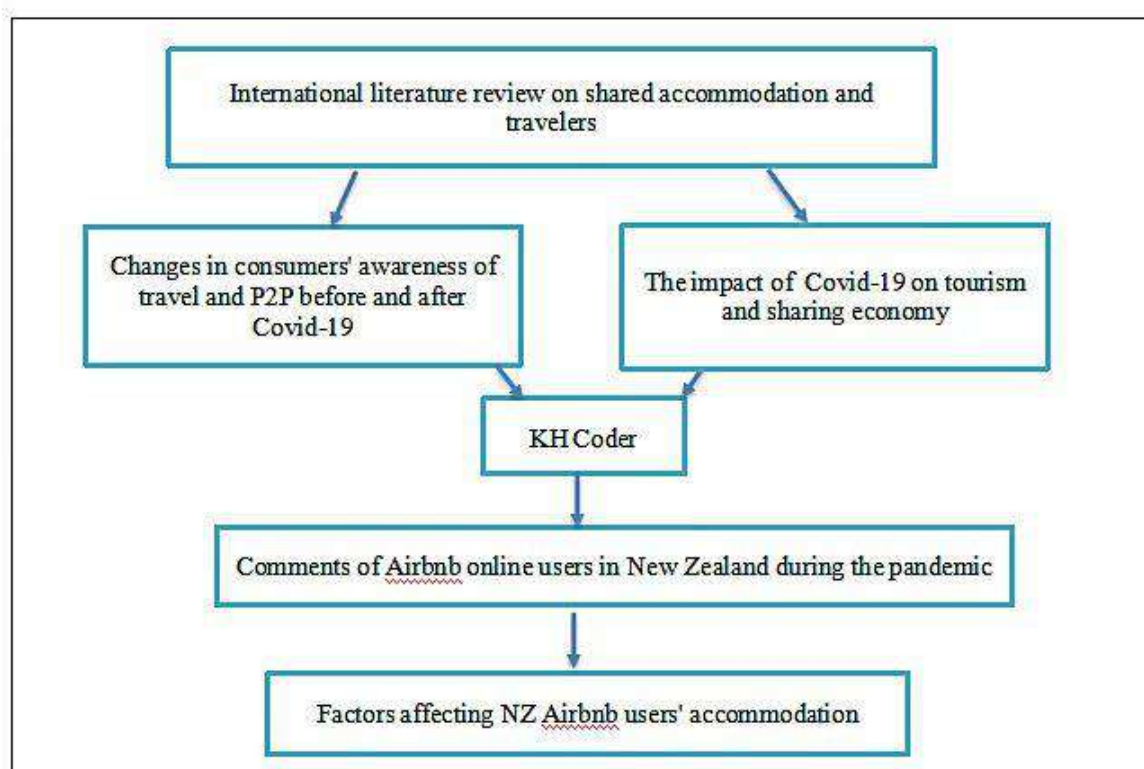 International literature review on shared accommodation and
travelers
Changes in consumers' awareness of
travel and P2P before and after
Covid-19
The impact of Covid-19 on tourism
and sharing economy
KH Coder
Comments of Airbnb online users in New Zealand during the pandemic
Factors affecting NZ Airbnb users' accommodation